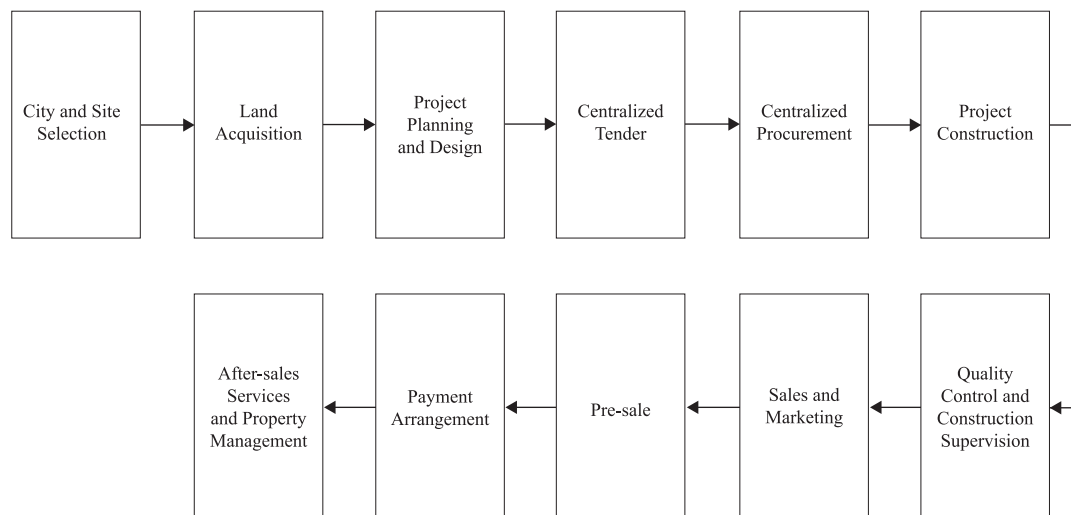 City and Site
Selection
Land
Acquisition
Project
Planning
and Design
Centralized
Tender
Centralized
Procurement
Project
Construction
After-sales
Services
and Property
Management
Payment
Arrangement
Pre-sale
Sales and
Marketing
Quality
Control and
Construction
Supervision